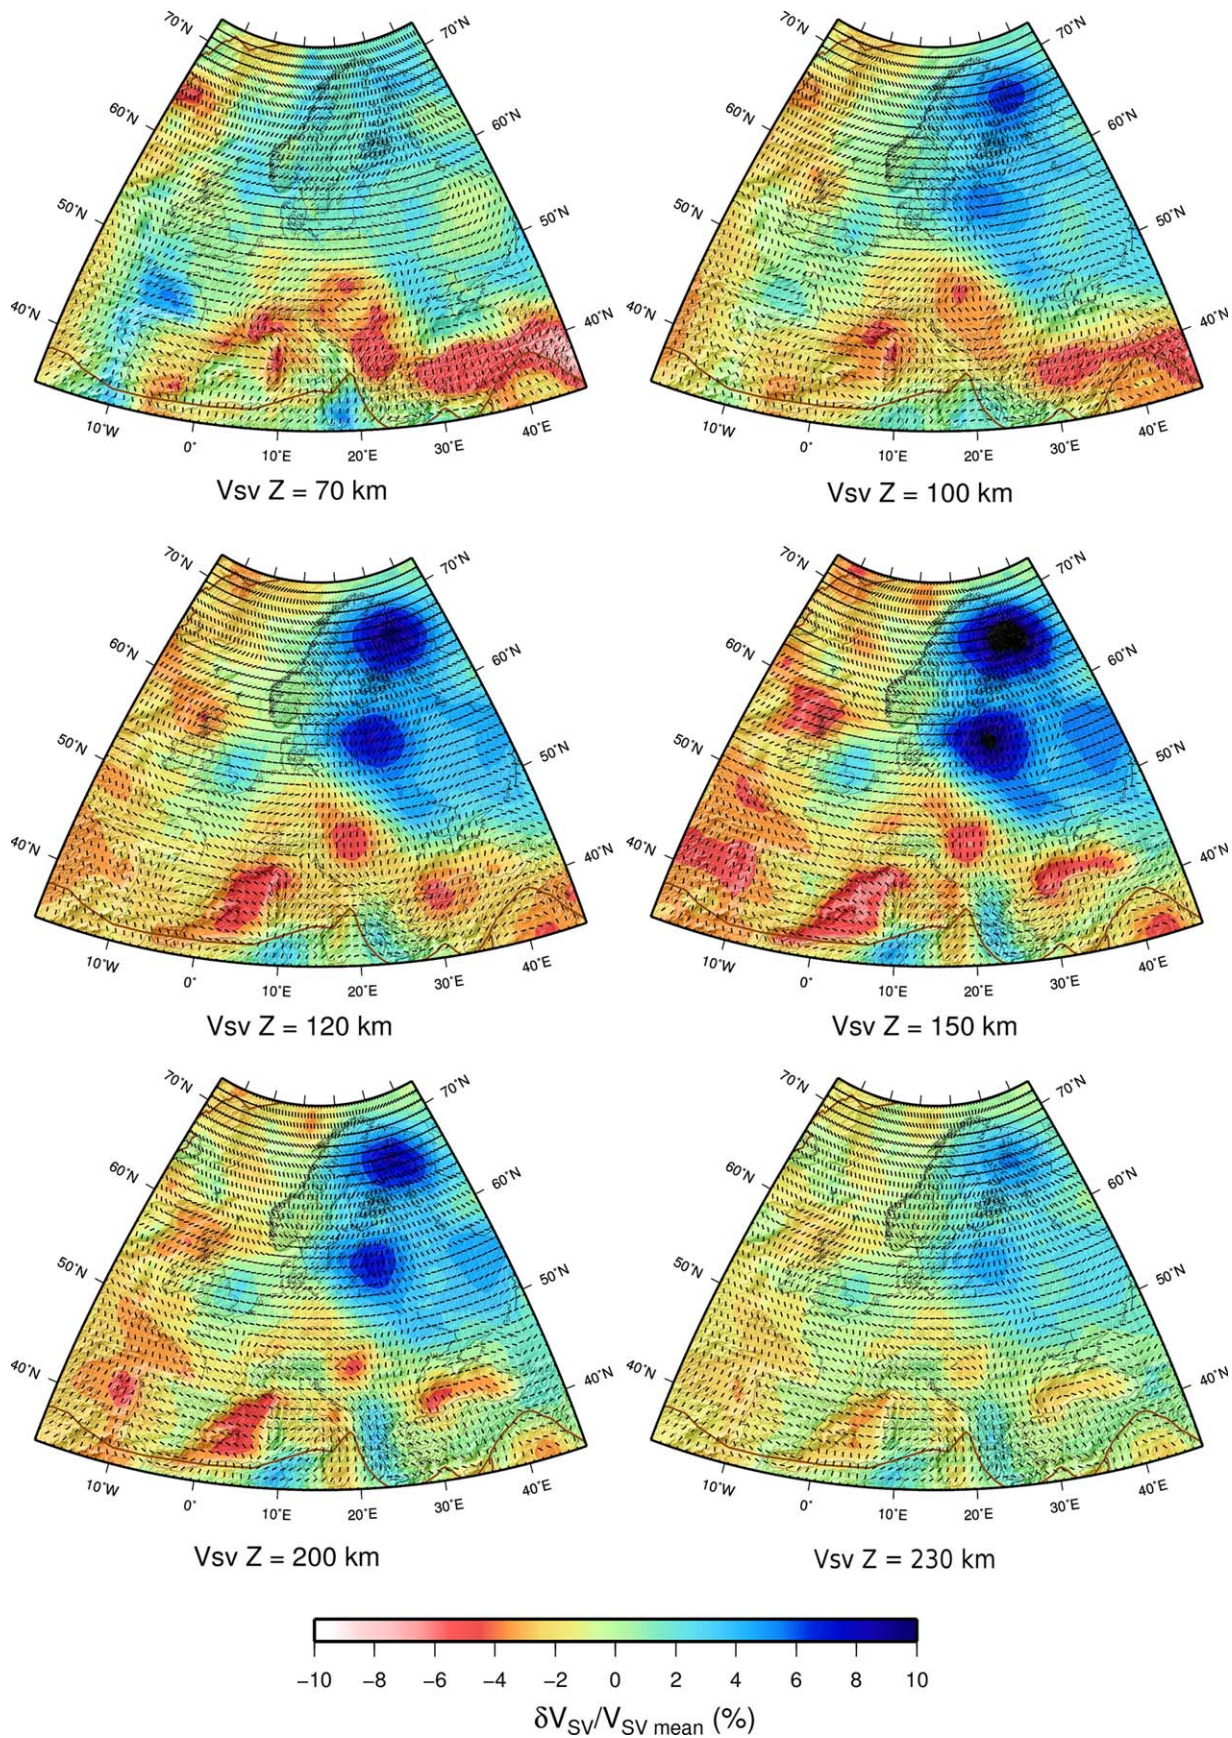 70˚N 70˚N 70˚N 70˚N
60˚N 60˚N 60˚N 60˚N
50˚N 50˚N 50˚N 50˚N
40˚N 40˚N 40˚N 40˚N
10˚W 0˚ 10˚E 20˚E 30˚E 40˚E 10˚W 0˚ 10˚E 20˚E 30˚E 40˚E
Vsv Z = 70 km Vsv Z = 100 km
70˚N 70˚N 70˚N 70˚N
60˚N 60˚N 60˚N 60˚N
50˚N 50˚N 50˚N 50˚N
40˚N 40˚N 40˚N 40˚N
10˚W 0˚ 10˚E 20˚E 30˚E 40˚E 10˚W 0˚ 10˚E 20˚E 30˚E 40˚E
Vsv Z = 120 km Vsv Z = 150 km
70˚N 70˚N 70˚N 70˚N
60˚N 60˚N 60˚N 60˚N
50˚N 50˚N 50˚N 50˚N
40˚N 40˚N 40˚N 40˚N
10˚W 0˚ 10˚E 20˚E 30˚E 40˚E 10˚W 0˚ 10˚E 20˚E 30˚E 40˚E
Vsv Z = 200 km Vsv Z = 230 km
−10 −8 −6 −4 −2 0 2 4 6 8 10
δV_SV/V_SV mean (%)